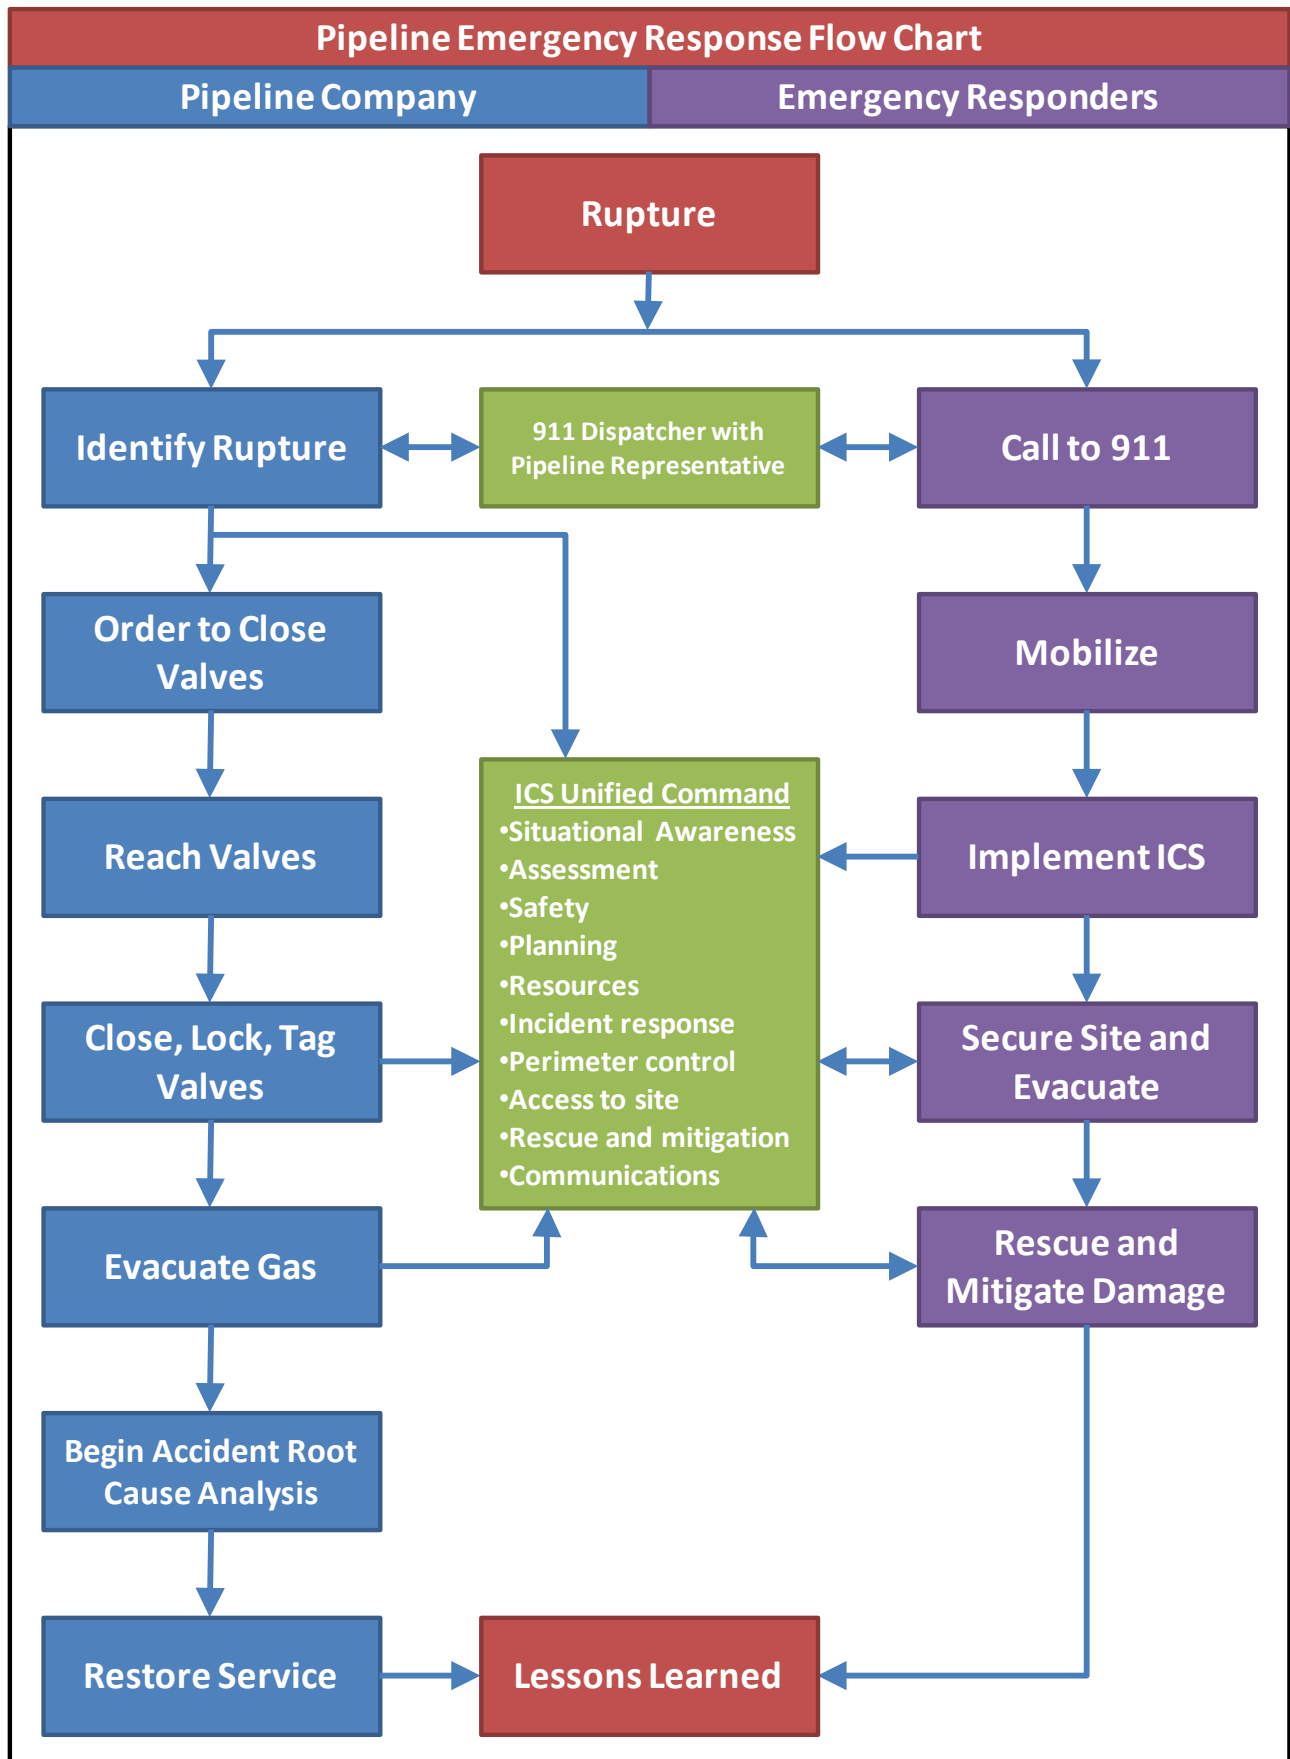 Pipeline Emergency Response Flow Chart
Pipeline Company
Emergency Responders
Rupture
Identify Rupture
911 Dispatcher with
Pipeline Representative
Call to 911
Order to Close
Valves
Mobilize
ICS Unified Command
•Situational Awareness
•Assessment
•Safety
•Planning
•Resources
•Incident response
•Perimeter control
•Access to site
•Rescue and mitigation
•Communications
Reach Valves
Implement ICS
Close, Lock, Tag
Valves
Secure Site and
Evacuate
Evacuate Gas
Rescue and
Mitigate Damage
Begin Accident Root
Cause Analysis
Restore Service
Lessons Learned